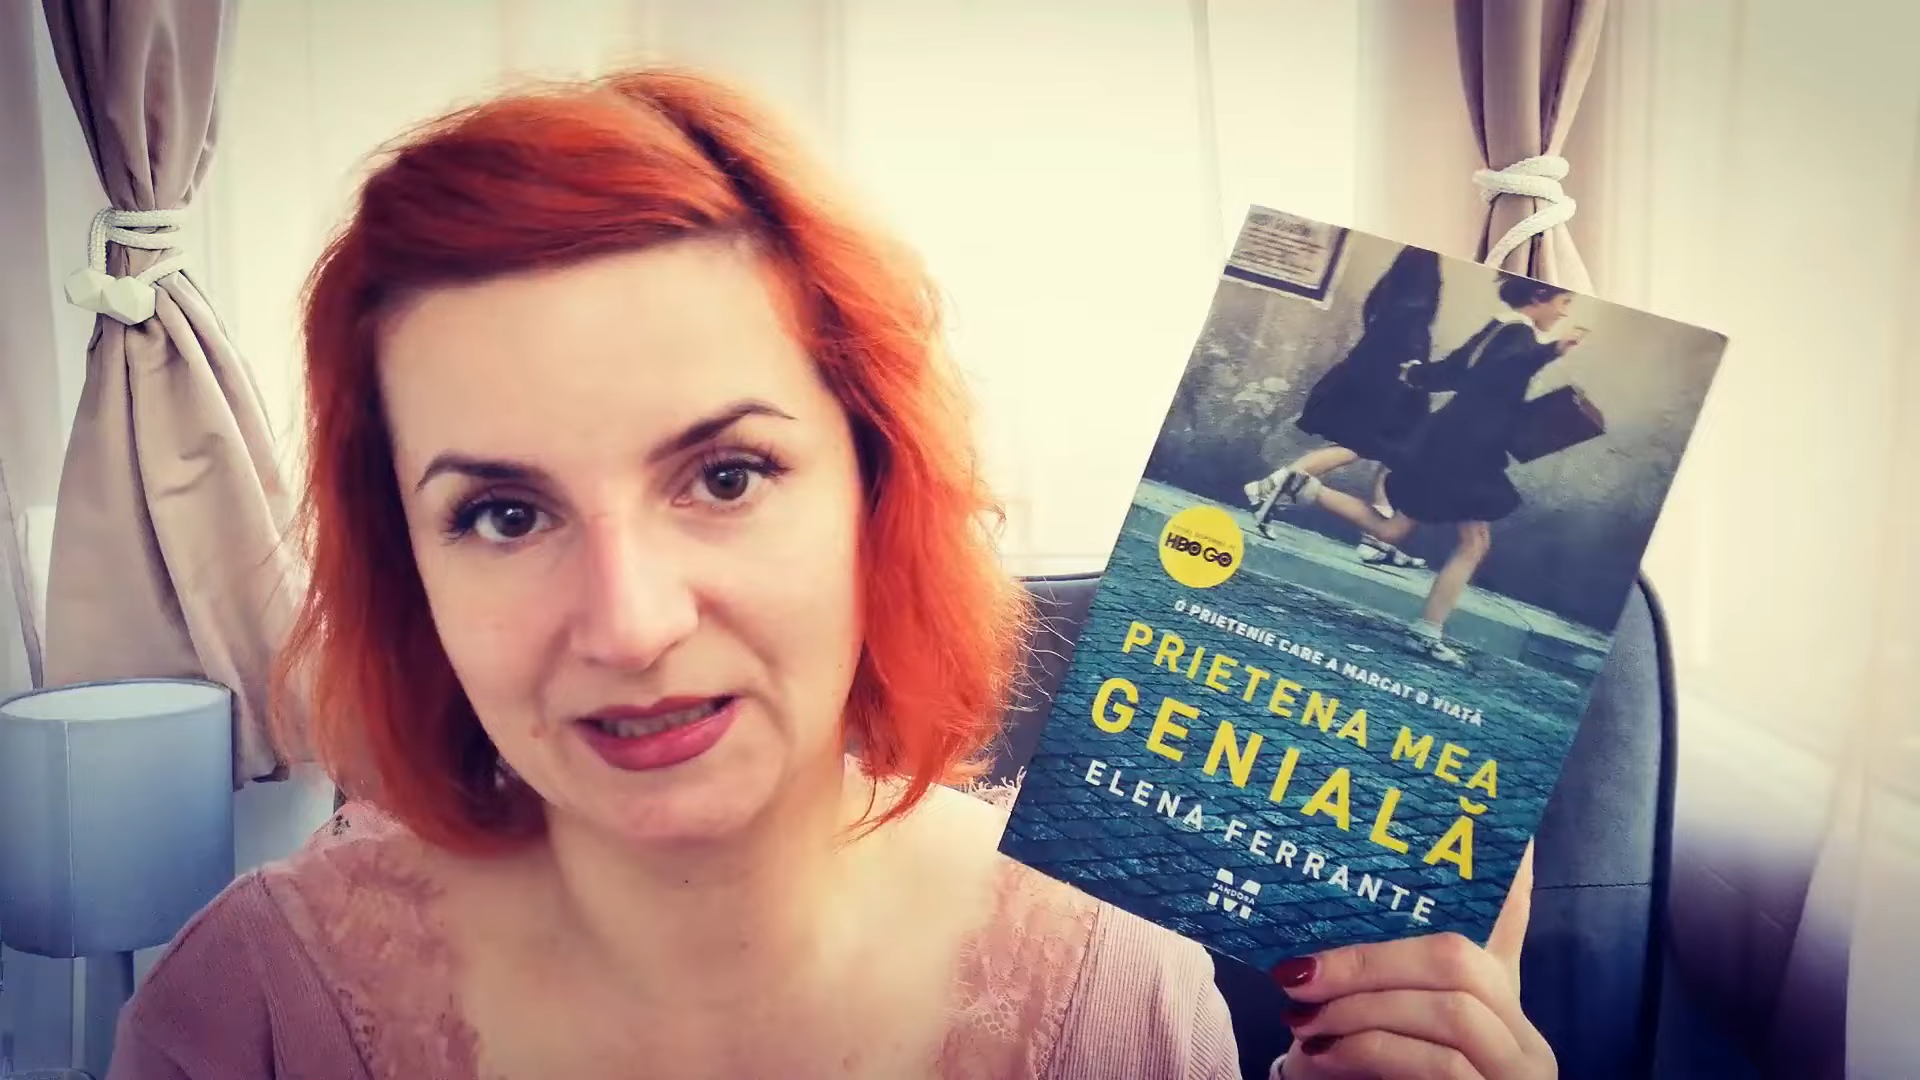 HBO GO
O PRIETENIE CARE A MARCAT O VIAȚĂ
PRIETENA MEA
GENIALĂ
ELENA FERRANTE
PANDORA
M